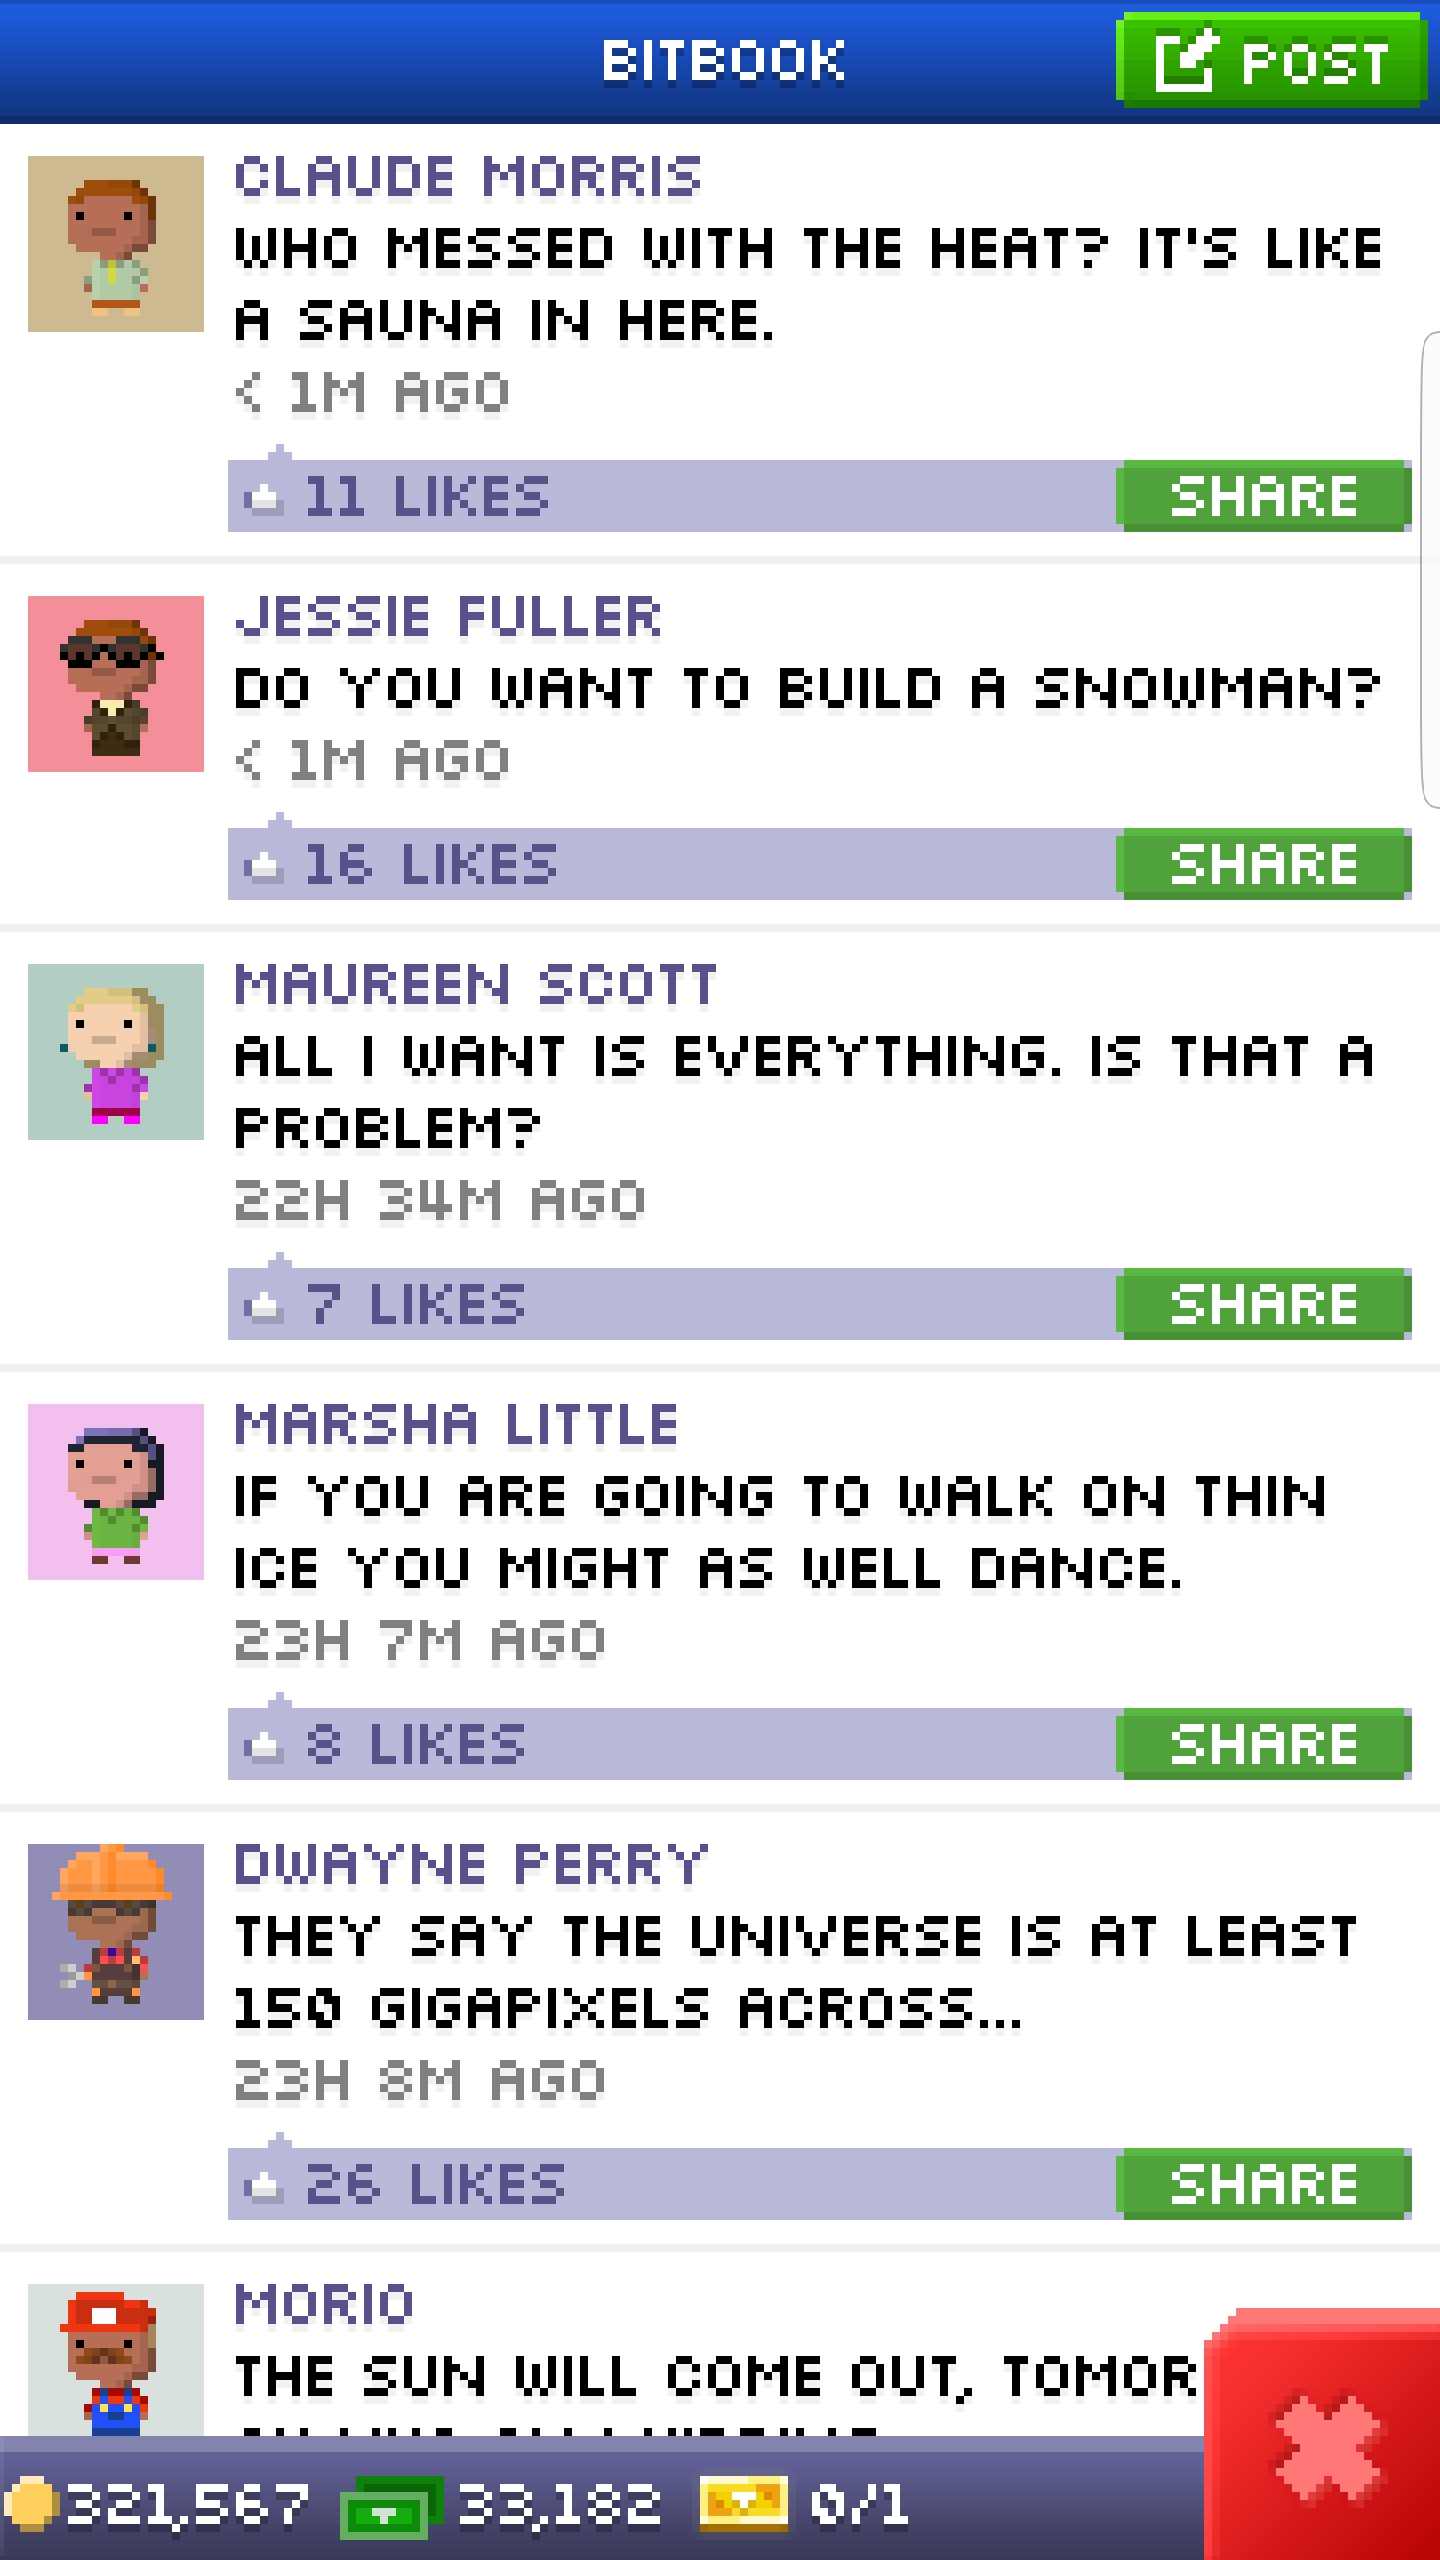 BITBOOK
POST
CLAUDE MORRIS
WHO MESSED WITH THE HEAT? IT'S LIKE
A SAUNA IN HERE.
< 1M AGO
11 LIKES
SHARE
JESSIE FULLER
DO YOU WANT TO BUILD A SNOWMAN?
< 1M AGO
16 LIKES
SHARE
MAUREEN SCOTT
ALL I WANT IS EVERYTHING. IS THAT A
PROBLEM?
22H 34M AGO
7 LIKES
SHARE
MARSHA LITTLE
IF YOU ARE GOING TO WALK ON THIN
ICE YOU MIGHT AS WELL DANCE.
23H 7M AGO
8 LIKES
SHARE
DWAYNE PERRY
THEY SAY THE UNIVERSE IS AT LEAST
150 GIGAPIXELS ACROSS...
23H 8M AGO
26 LIKES
SHARE
MORIO
THE SUN WILL COME OUT, TOMOR
321,567
33,182
0/1